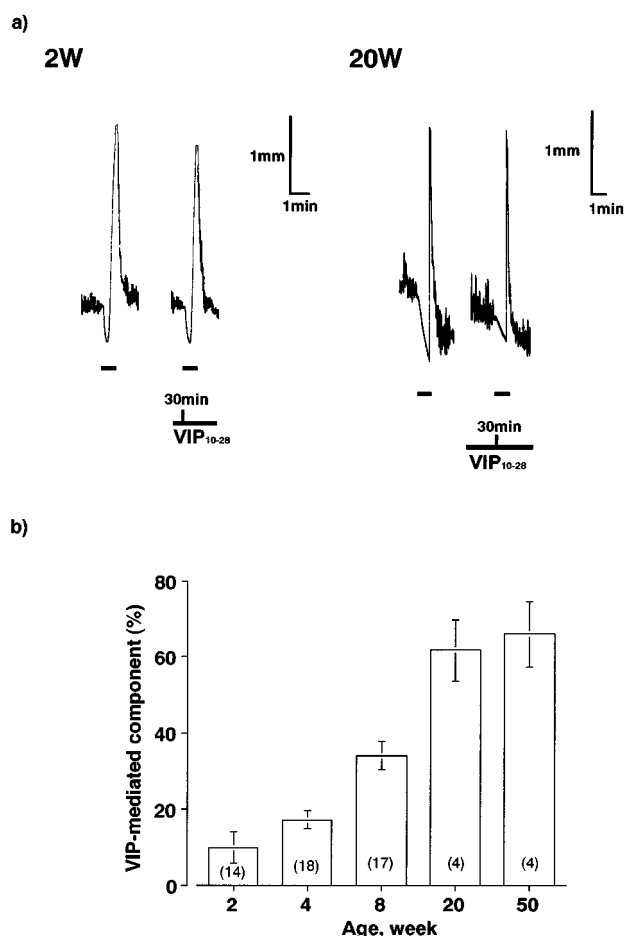 a)
2W 20W
1mm
1min
1mm
1min
30min
VIP10-28
30min
VIP10-28
b)
VIP-mediated component (%)
80
60
40
20
0
(14) (18) (17) (4) (4)
2 4 8 20 50
Age, week